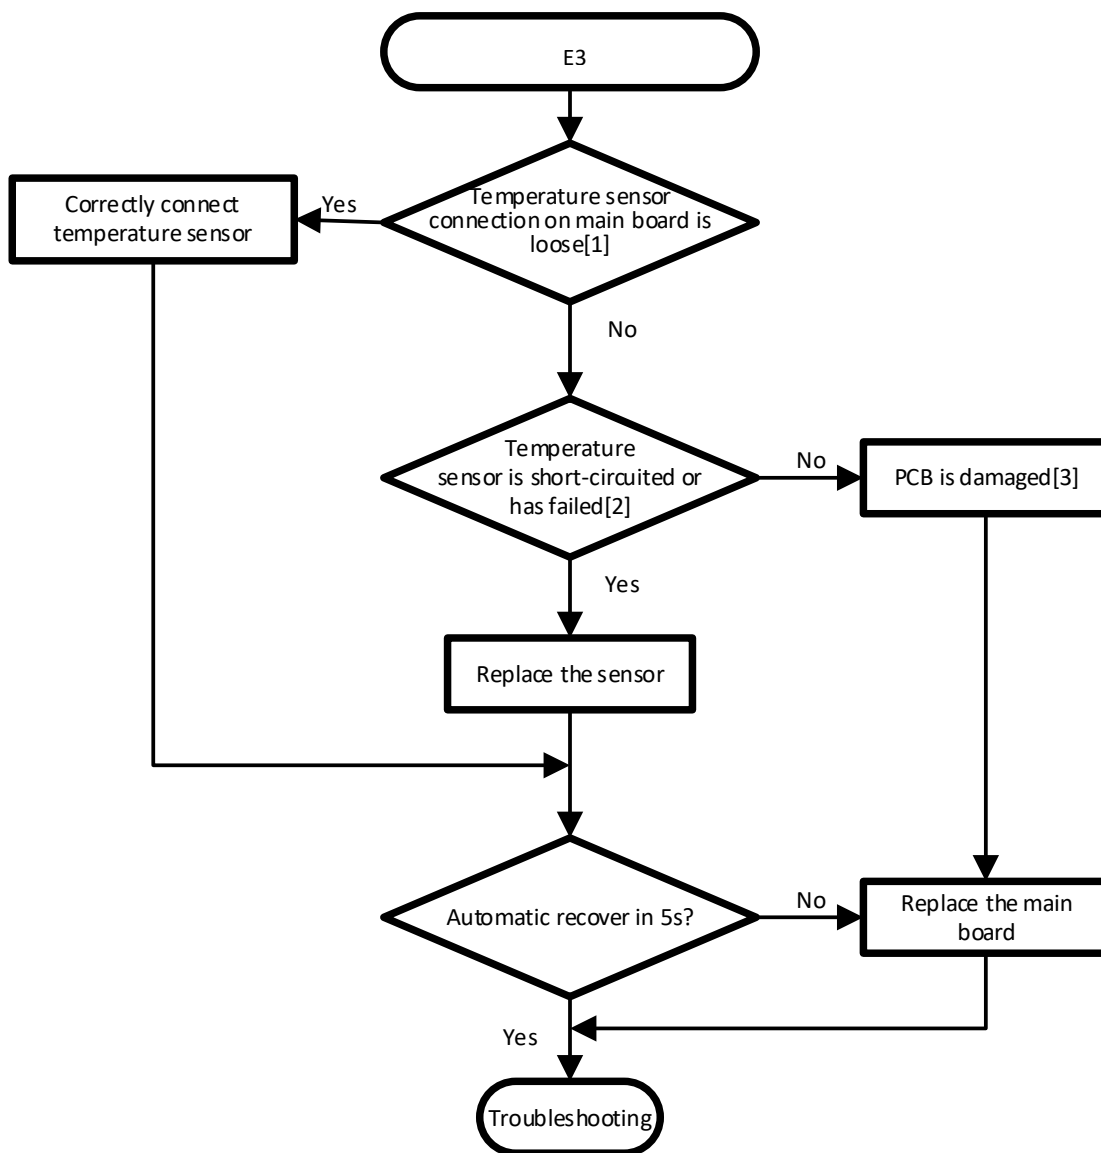 E3
Temperature sensor
connection on main board is
loose[1]
Yes
Correctly connect
temperature sensor
No
Temperature
sensor is short-circuited or
has failed[2]
No
PCB is damaged[3]
Yes
Replace the sensor
Automatic recover in 5s?
No
Replace the main
board
Yes
Troubleshooting